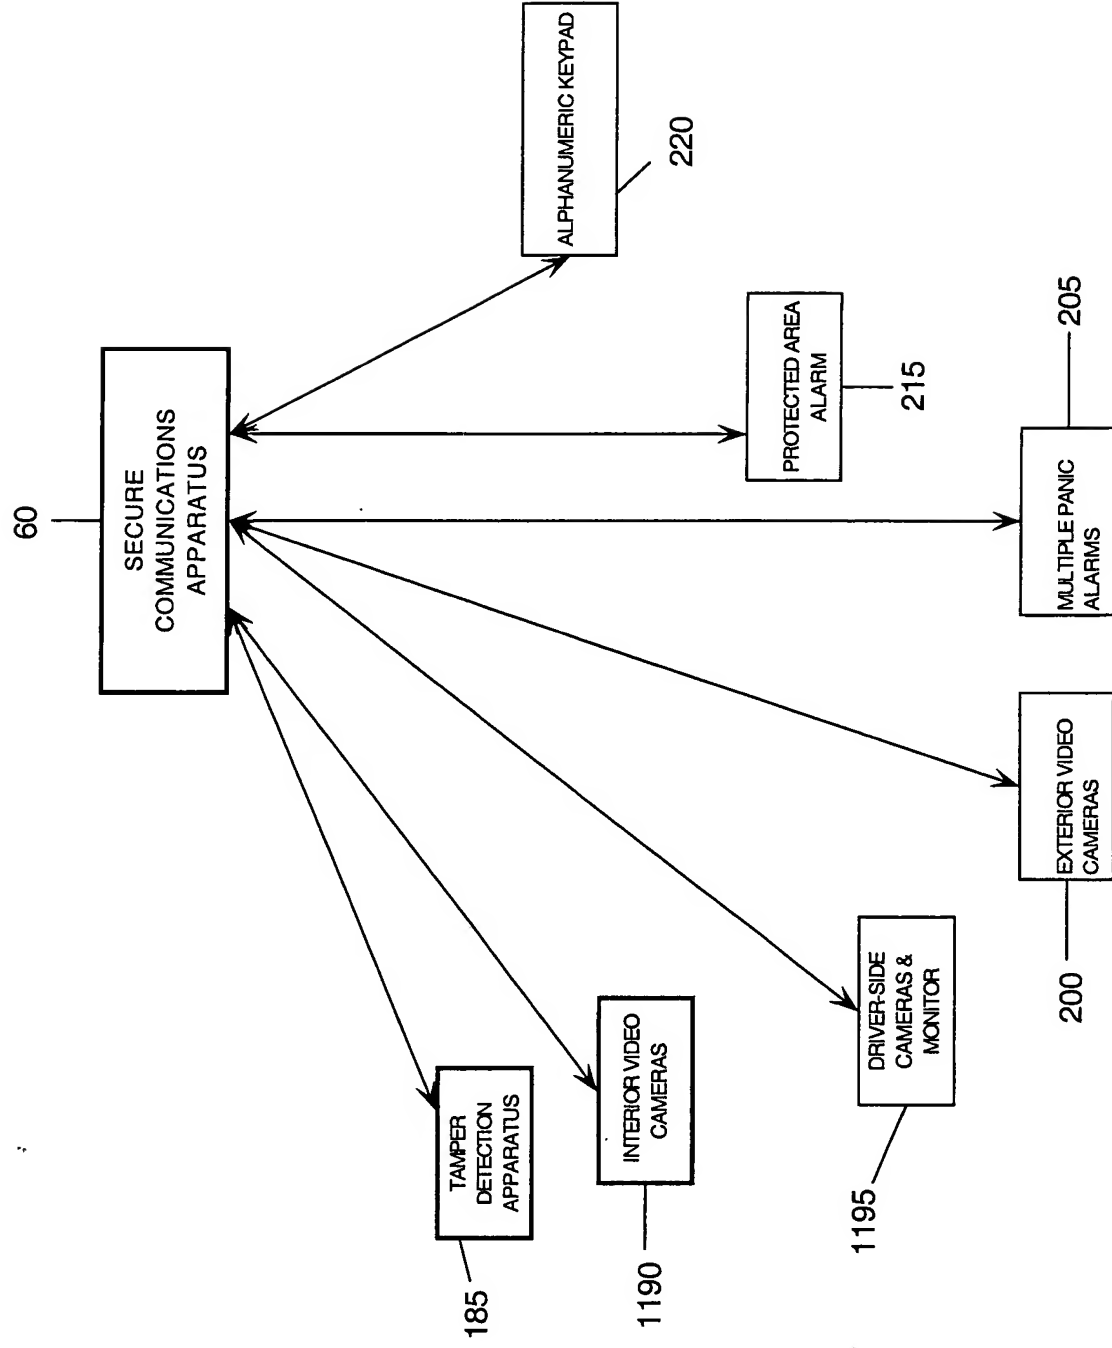 60
SECURE
COMMUNICATIONS
APPARATUS
185
TAMPER
DETECTION
APPARATUS
1190
INTERIOR VIDEO
CAMERAS
1195
DRIVER-SIDE
CAMERAS &
MONITOR
200
EXTERIOR VIDEO
CAMERAS
MULTIPLE PANIC
ALARMS
205
PROTECTED AREA
ALARM
215
ALPHANUMERIC KEYPAD
220